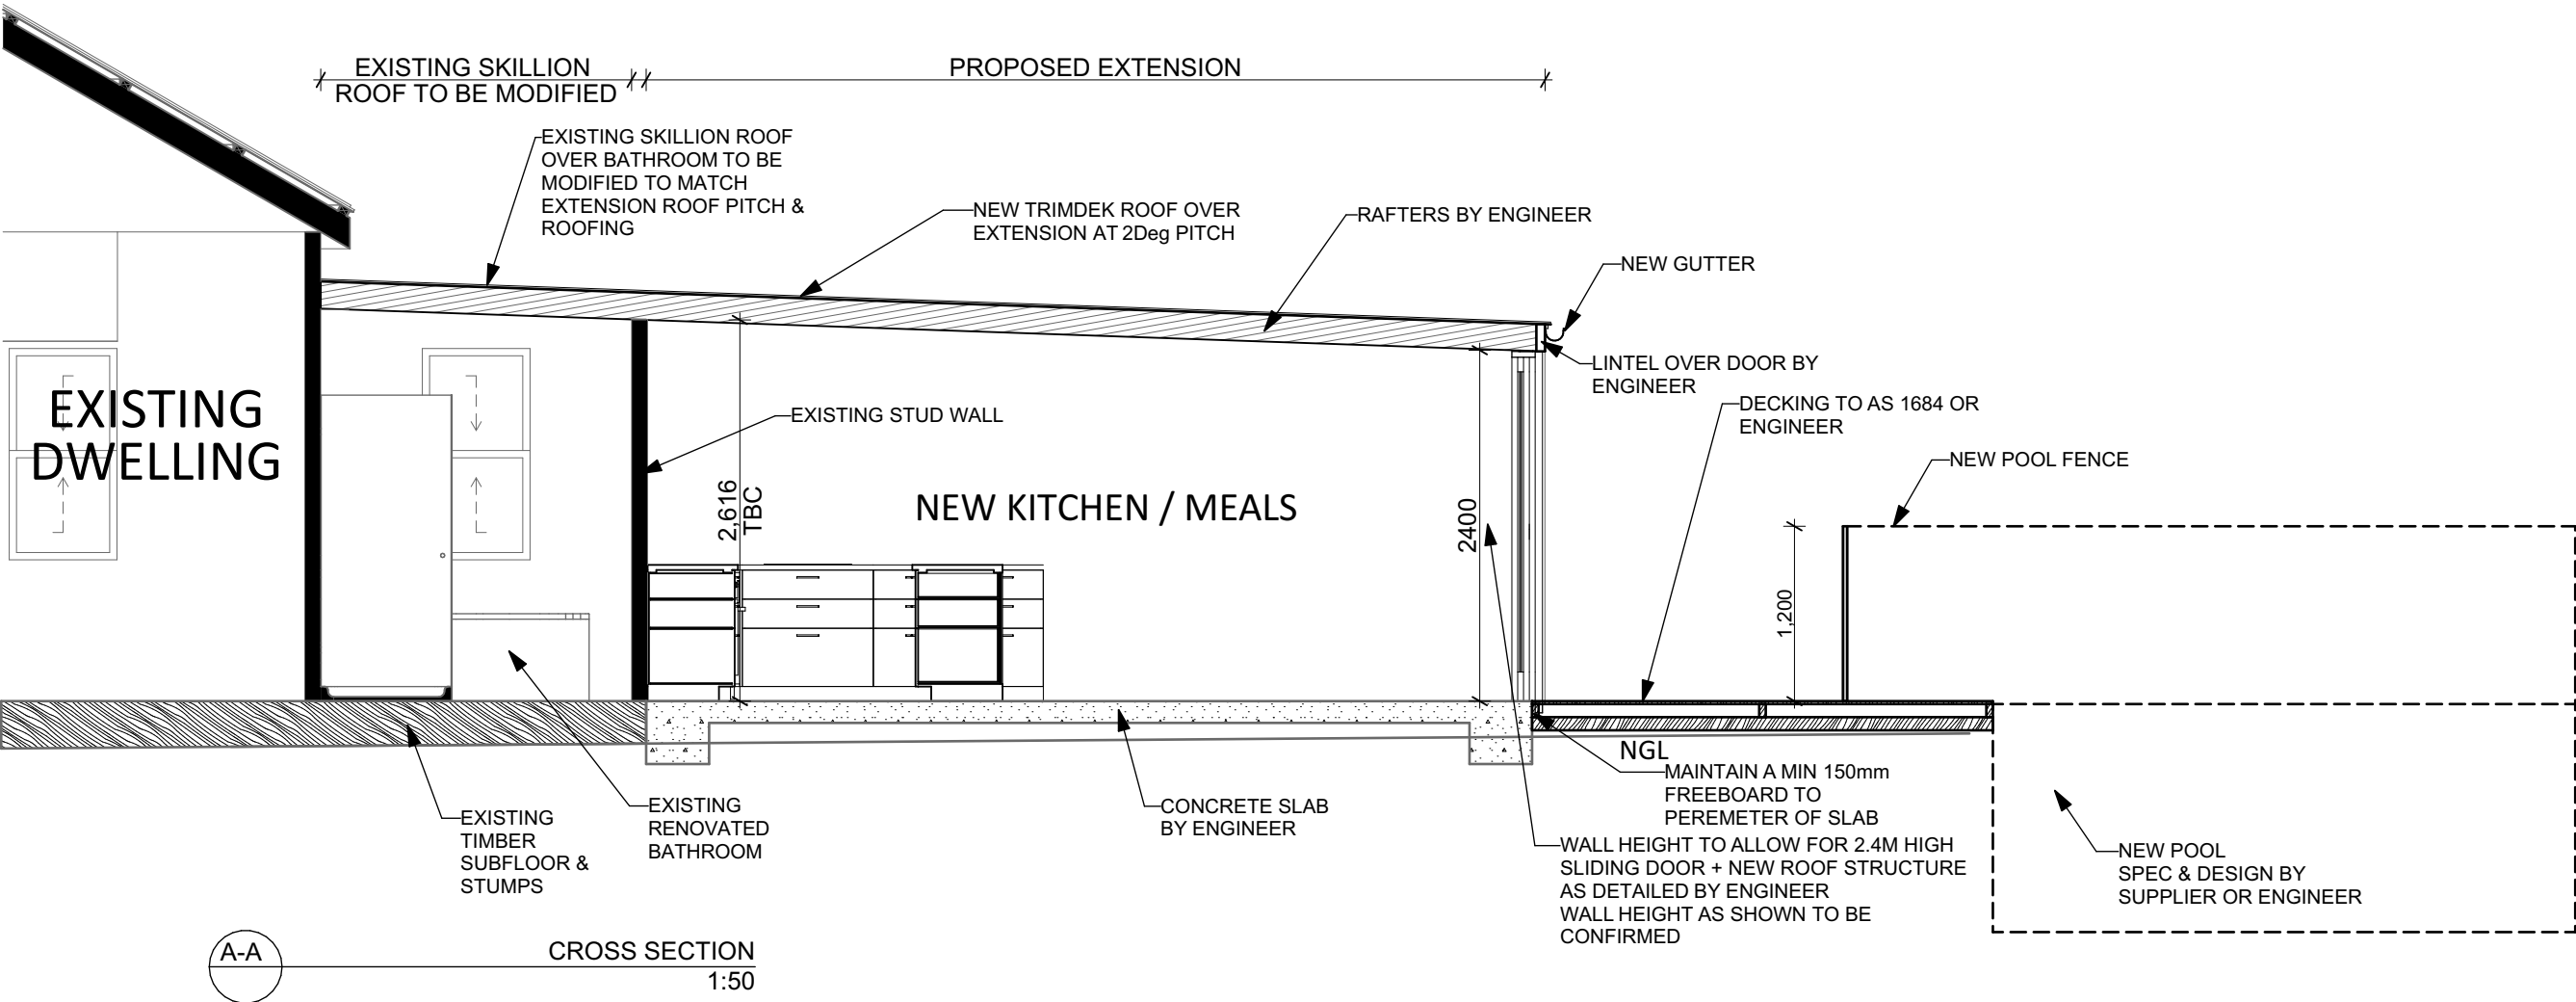 EXISTING SKILLION
ROOF TO BE MODIFIED
PROPOSED EXTENSION
EXISTING SKILLION ROOF
OVER BATHROOM TO BE
MODIFIED TO MATCH
EXTENSION ROOF PITCH &
ROOFING
NEW TRIMDEK ROOF OVER
EXTENSION AT 2Deg PITCH
RAFTERS BY ENGINEER
NEW GUTTER
LINTEL OVER DOOR BY
ENGINEER
DECKING TO AS 1684 OR
ENGINEER
NEW POOL FENCE
EXISTING
DWELLING
EXISTING STUD WALL
2,616
TBC
NEW KITCHEN / MEALS
2400
1,200
NGL
MAINTAIN A MIN 150mm
FREEBOARD TO
PEREMETER OF SLAB
EXISTING
TIMBER
SUBFLOOR &
STUMPS
EXISTING
RENOVATED
BATHROOM
CONCRETE SLAB
BY ENGINEER
WALL HEIGHT TO ALLOW FOR 2.4M HIGH
SLIDING DOOR + NEW ROOF STRUCTURE
AS DETAILED BY ENGINEER
WALL HEIGHT AS SHOWN TO BE
CONFIRMED
NEW POOL
SPEC & DESIGN BY
SUPPLIER OR ENGINEER
A-A
CROSS SECTION
1:50